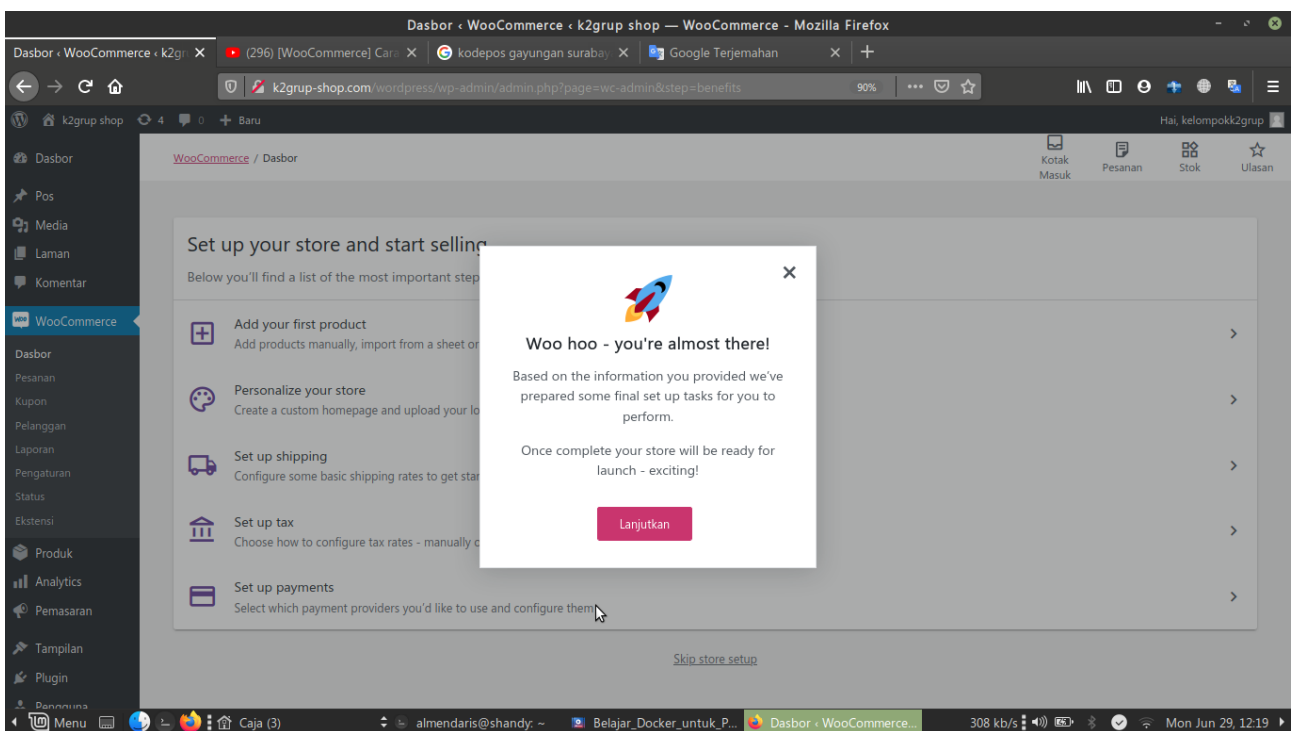 Dasbor ‹ WooCommerce ‹ k2grup shop — WooCommerce - Mozilla Firefox
Dasbor ‹ WooCommerce ‹ k2gr
(296) [WooCommerce] Cara
kodepos gayungan surabay
Google Terjemahan
k2grup-shop.com/wordpress/wp-admin/admin.php?page=wc-admin&step=benefits
90%
k2grup shop
4
0
Baru
Hai, kelompokk2grup
Dasbor
Pos
Media
Laman
Komentar
WooCommerce
Dasbor
Pesanan
Kupon
Pelanggan
Laporan
Pengaturan
Status
Ekstensi
Produk
Analytics
Pemasaran
Tampilan
Plugin
Pengguna
WooCommerce / Dasbor
Kotak
Masuk
Pesanan
Stok
Ulasan
Set up your store and start selling
Below you'll find a list of the most important step
Add your first product
Add products manually, import from a sheet or
Personalize your store
Create a custom homepage and upload your lo
Set up shipping
Configure some basic shipping rates to get star
Set up tax
Choose how to configure tax rates - manually o
Set up payments
Select which payment providers you'd like to use and configure them
Skip store setup
Woo hoo - you're almost there!
Based on the information you provided we've
prepared some final set up tasks for you to
perform.
Once complete your store will be ready for
launch - exciting!
Lanjutkan
Menu
Caja (3)
almendaris@shandy: ~
Belajar_Docker_untuk_P...
Dasbor ‹ WooCommerce...
308 kb/s
Mon Jun 29, 12:19